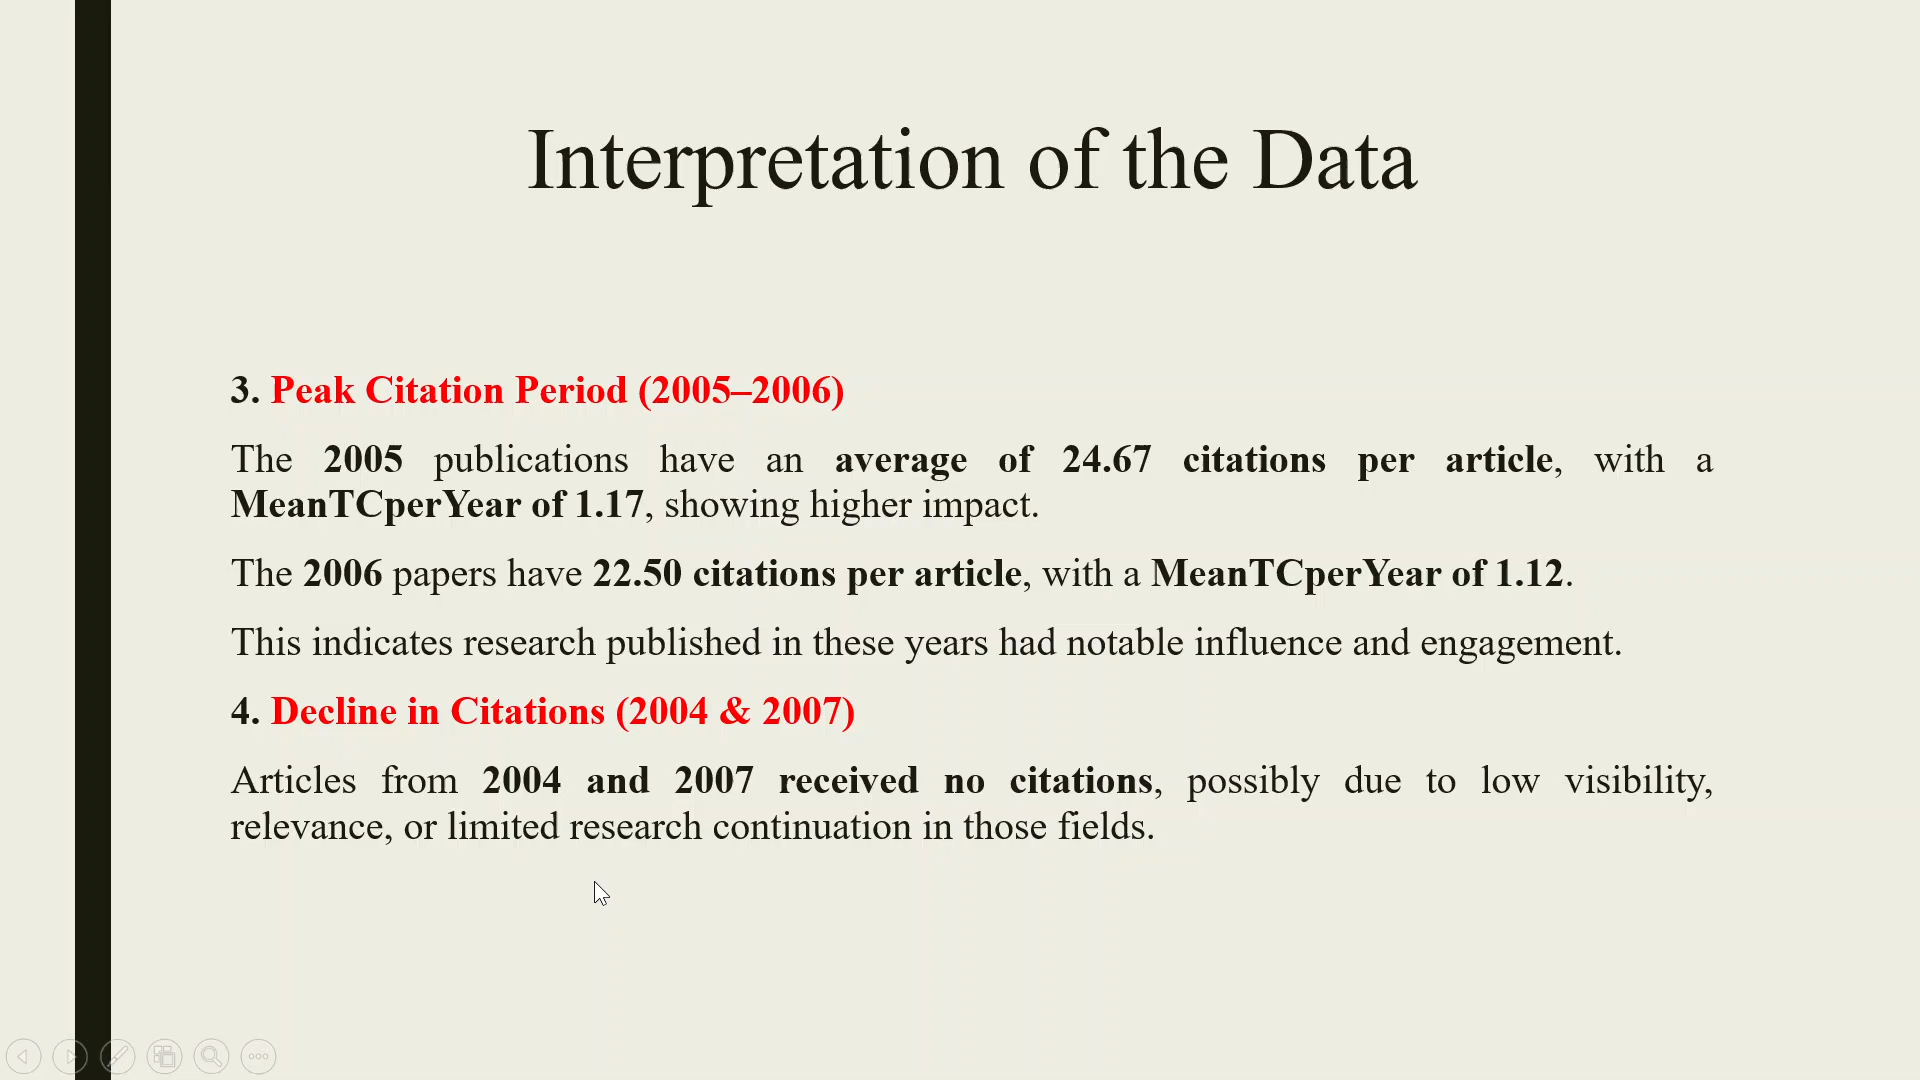 Interpretation of the Data
3. Peak Citation Period (2005–2006)
The 2005 publications have an average of 24.67 citations per article, with a
MeanTCperYear of 1.17, showing higher impact.
The 2006 papers have 22.50 citations per article, with a MeanTCperYear of 1.12.
This indicates research published in these years had notable influence and engagement.
4. Decline in Citations (2004 & 2007)
Articles from 2004 and 2007 received no citations, possibly due to low visibility,
relevance, or limited research continuation in those fields.